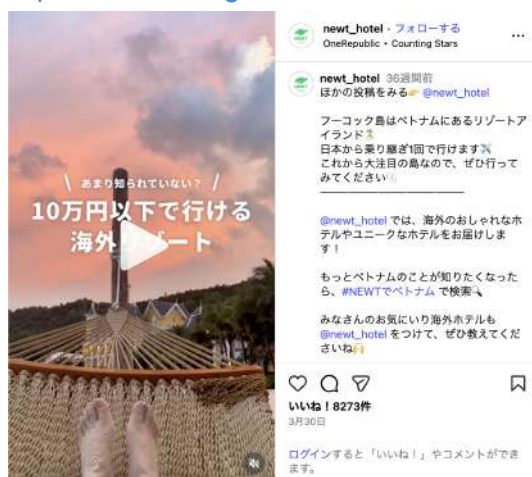 \ あまり知られていない？ /
10万円以下で行ける
海外リゾート
newt_hotel・フォローする
OneRepublic・Counting Stars
newt_hotel 36週間前
ほかの投稿をみる👉 @newt_hotel
フーコック島はベトナムにあるリゾートア
イランド🏝
日本から乗り継ぎ1回で行けます✈️
これから大注目の島なので、ぜひ行って
みてください
@newt_hotel では、海外のおしゃれなホ
テルやユニークなホテルをお届けしま
す！
もっとベトナムのことが知りたくなった
ら、#NEWTでベトナム で検索🔍
みなさんのお気にいり海外ホテルも
@newt_hotel をつけて、ぜひ教えてくだ
さいね🙌
いいね！8273件
3月30日
ログインすると「いいね！」やコメントができ
ます。